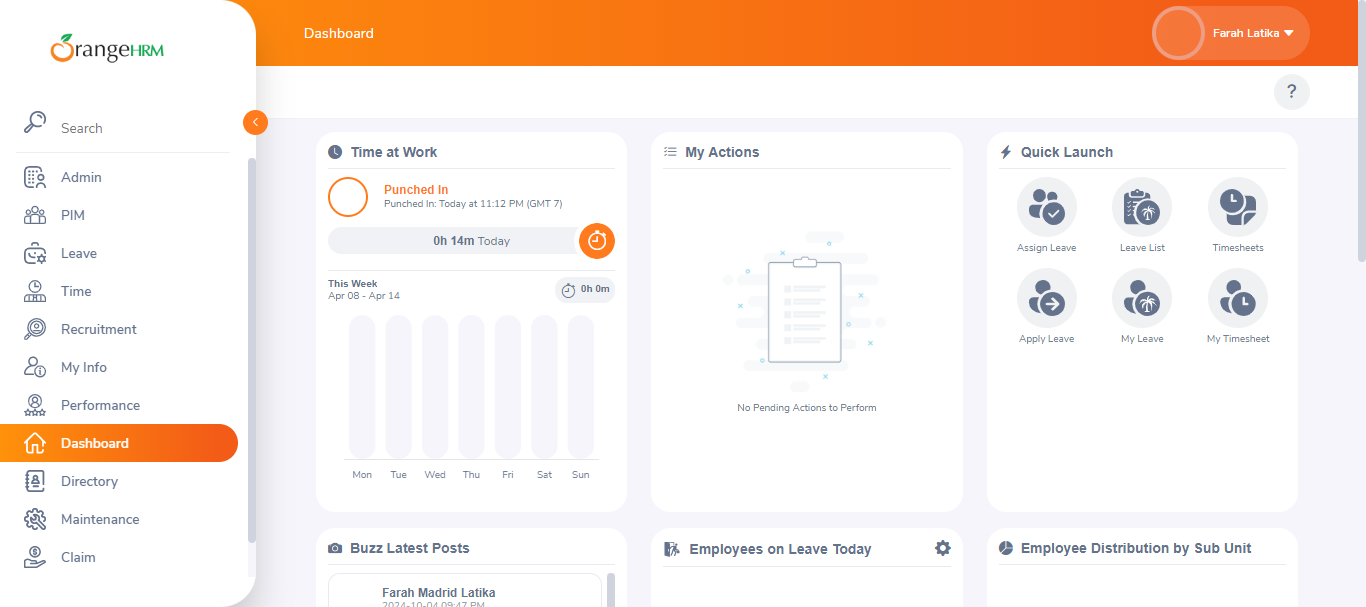 OrangeHRM
Dashboard
Farah Latika
?
Search
Admin
PIM
Leave
Time
Recruitment
My Info
Performance
Dashboard
Directory
Maintenance
Claim
Time at Work
Punched In
Punched In: Today at 11:12 PM (GMT 7)
0h 14m Today
This Week
Apr 08 - Apr 14
0h 0m
Mon Tue Wed Thu Fri Sat Sun
My Actions
No Pending Actions to Perform
Quick Launch
Assign Leave
Leave List
Timesheets
Apply Leave
My Leave
My Timesheet
Buzz Latest Posts
Farah Madrid Latika
2024-10-04 09:47 PM
Employees on Leave Today
Employee Distribution by Sub Unit